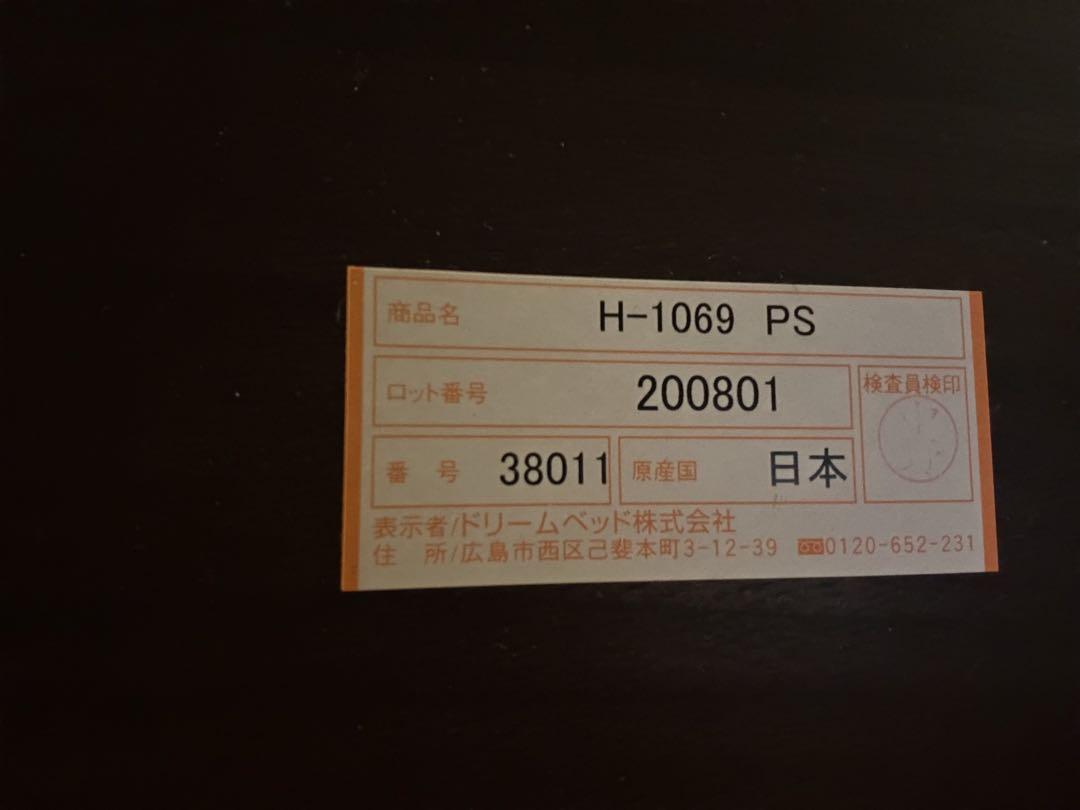 商品名 H-1069 PS
ロット番号 200801
検査員検印
番 号 38011 原産国 日本
表示者/ドリームベッド株式会社
住 所/広島市西区己斐本町3-12-39 0120-652-231